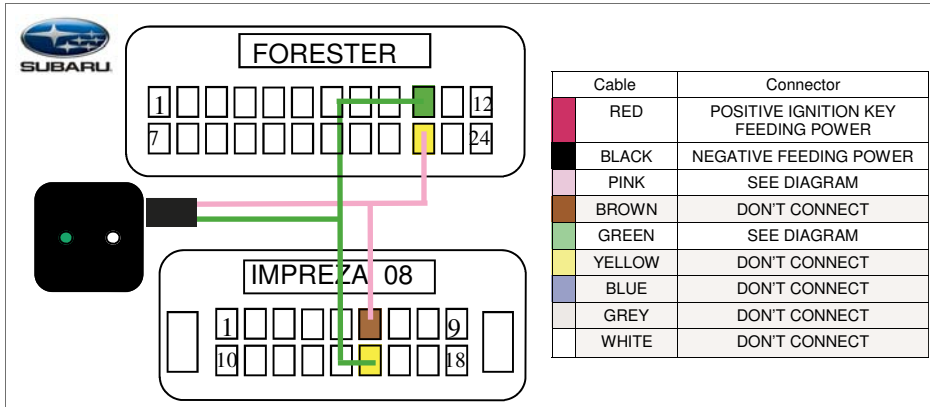 SUBARU
FORESTER
1 12
7 24
IMPREZA 08
1 9
10 18
Cable Connector
RED POSITIVE IGNITION KEY
FEEDING POWER
BLACK NEGATIVE FEEDING POWER
PINK SEE DIAGRAM
BROWN DON'T CONNECT
GREEN SEE DIAGRAM
YELLOW DON'T CONNECT
BLUE DON'T CONNECT
GREY DON'T CONNECT
WHITE DON'T CONNECT